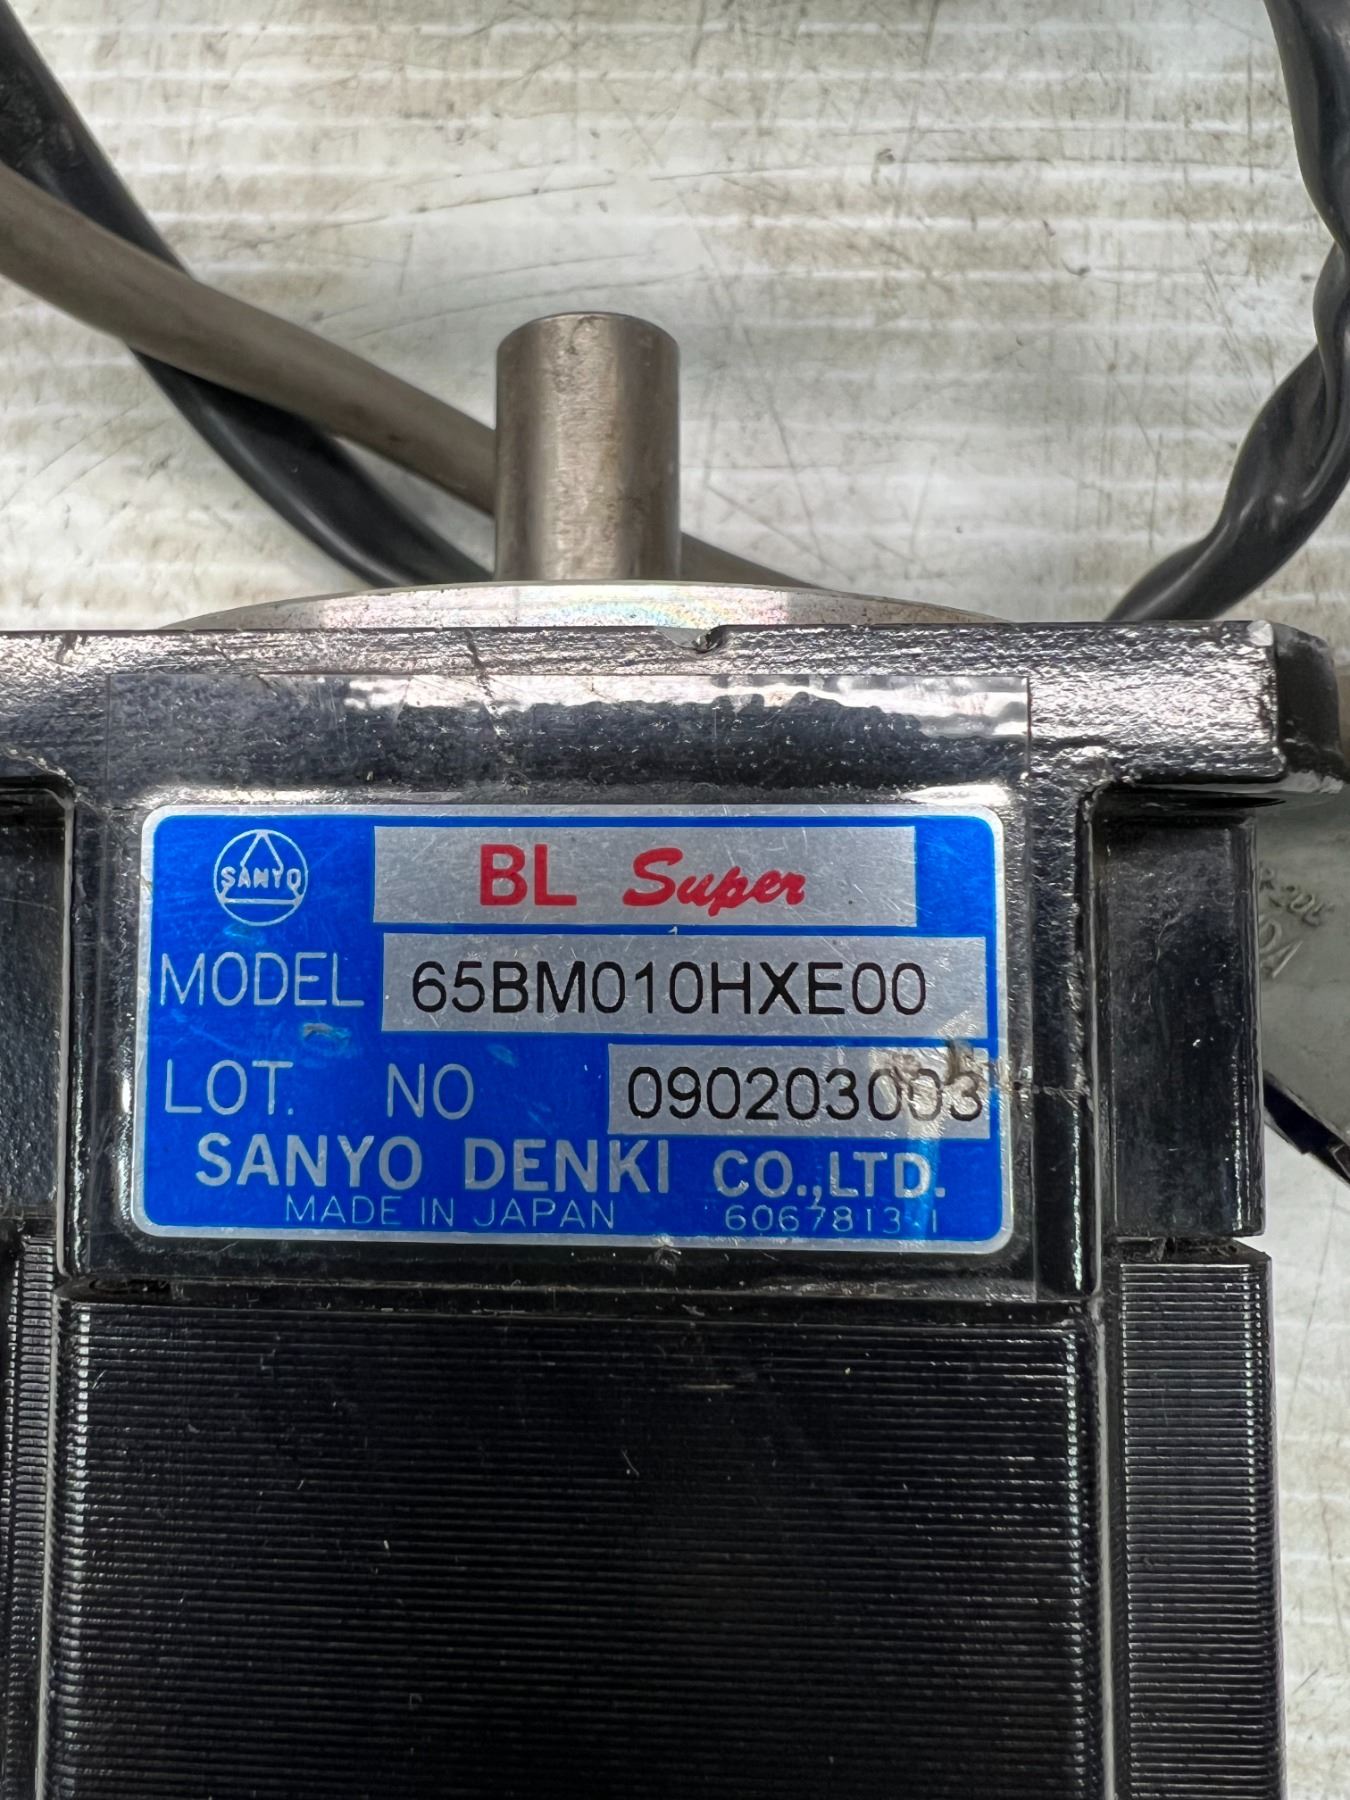 SANYO
BL Super
MODEL 65BM010HXE00
LOT. NO 090203003
SANYO DENKI CO.,LTD.
MADE IN JAPAN 6067813-1